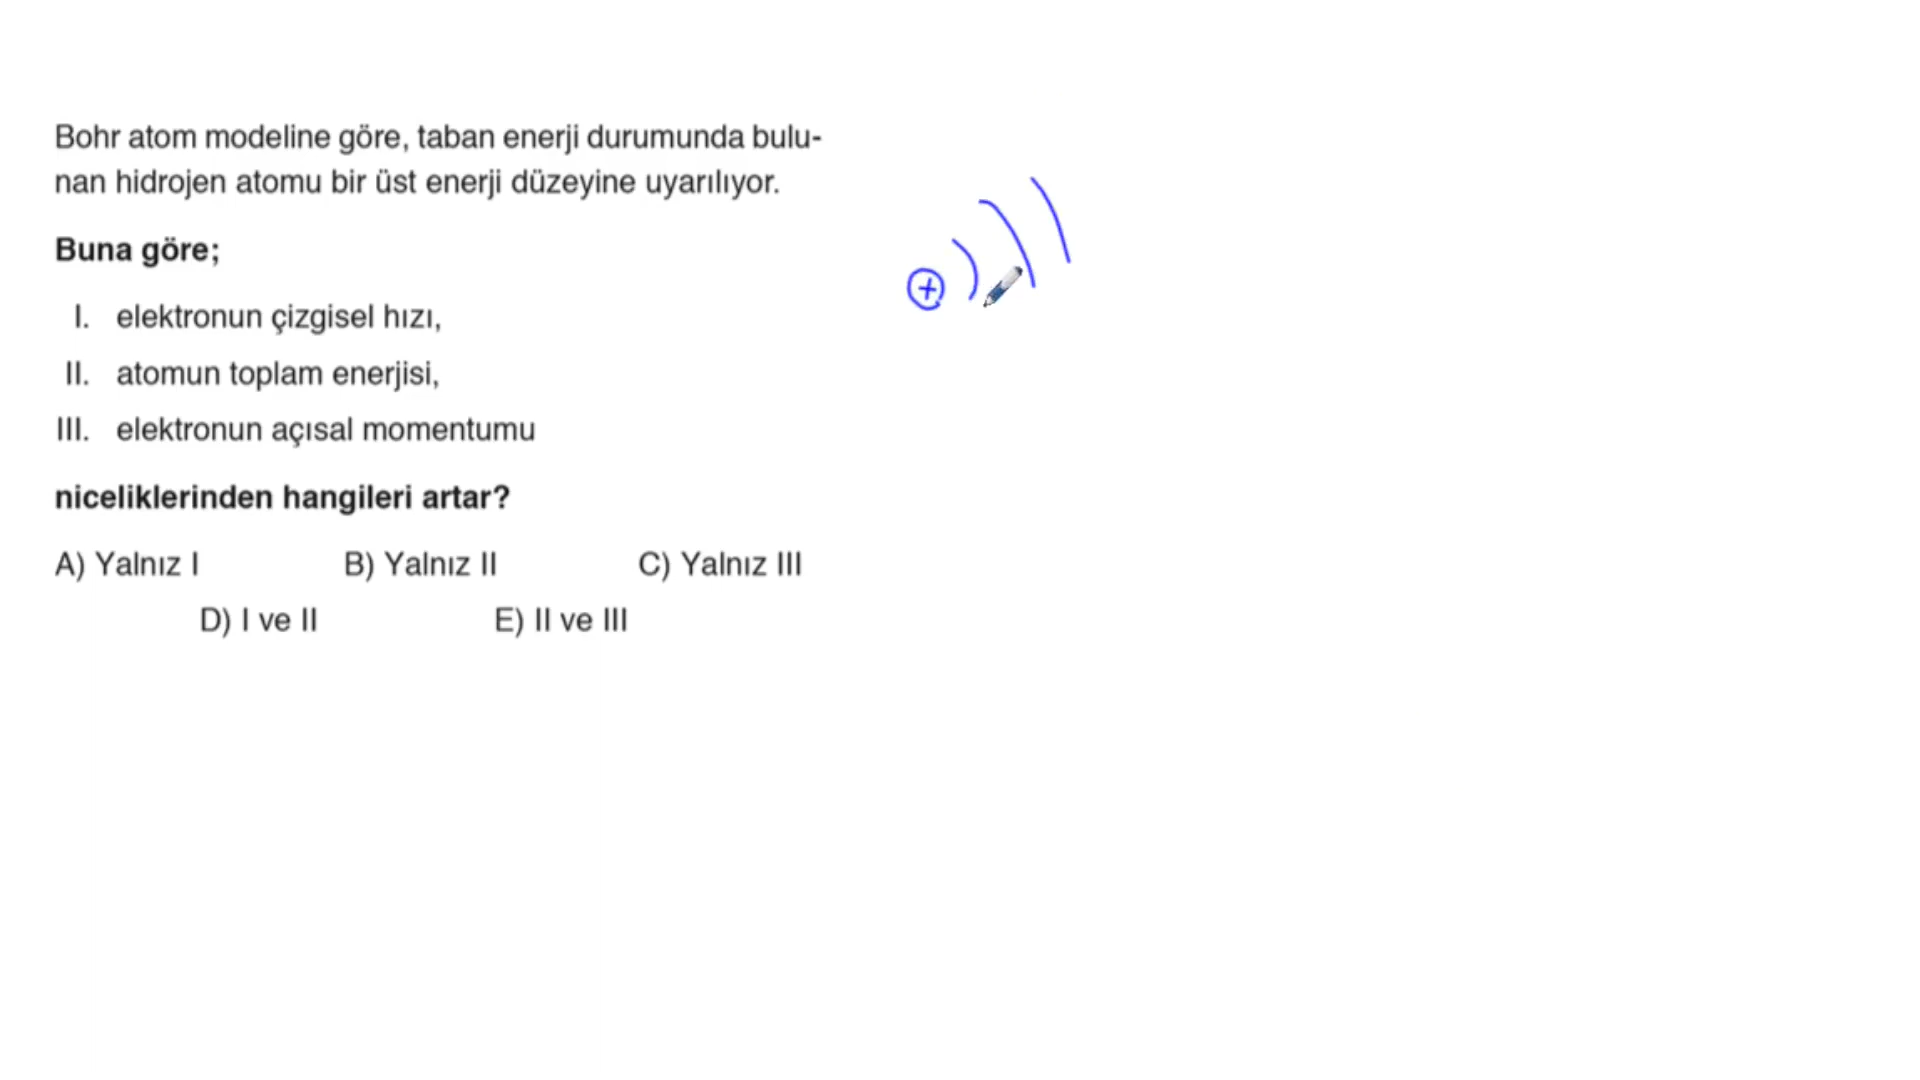 Bohr atom modeline göre, taban enerji durumunda bulu-
nan hidrojen atomu bir üst enerji düzeyine uyarılıyor.
Buna göre;
I. elektronun çizgisel hızı,
II. atomun toplam enerjisi,
III. elektronun açısal momentumu
niceliklerinden hangileri artar?
A) Yalnız I B) Yalnız II C) Yalnız III
D) I ve II E) II ve III
+